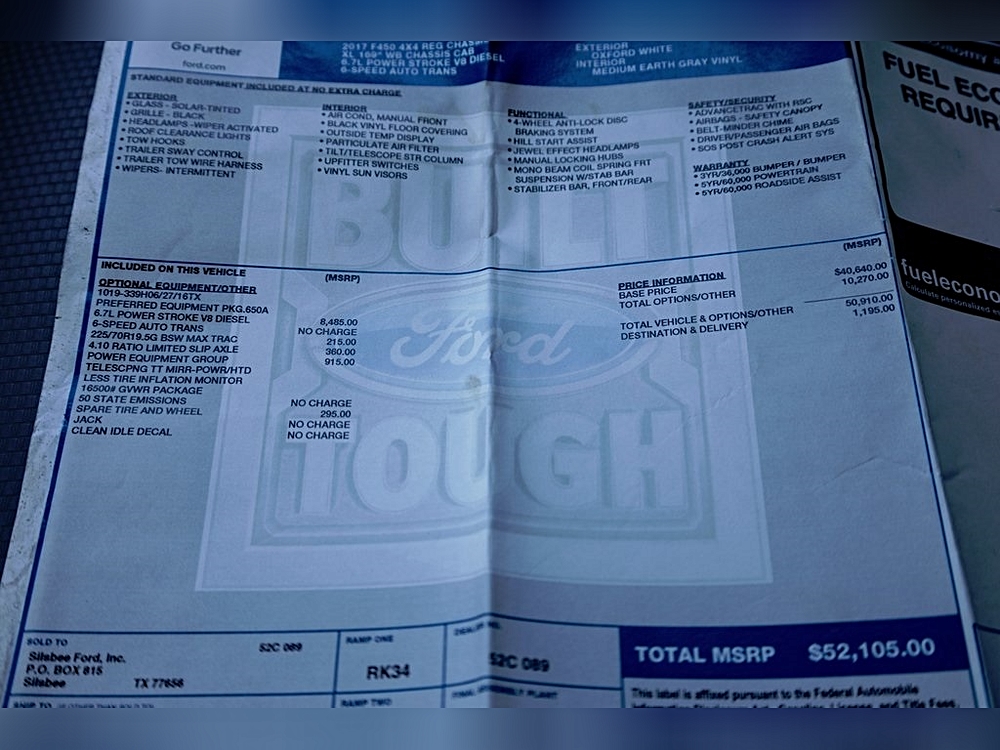 Go Further
ford.com
2017 F450 4X4 REG CHASSIS
XL 169" WB CHASSIS CAB
6.7L POWER STROKE V8 DIESEL
6-SPEED AUTO TRANS
EXTERIOR
OXFORD WHITE
INTERIOR
MEDIUM EARTH GRAY VINYL
STANDARD EQUIPMENT INCLUDED AT NO EXTRA CHARGE
EXTERIOR
• GLASS - SOLAR-TINTED
• GRILLE - BLACK
• HEADLAMPS -WIPER ACTIVATED
• ROOF CLEARANCE LIGHTS
• TOW HOOKS
• TRAILER SWAY CONTROL
• TRAILER TOW WIRE HARNESS
• WIPERS- INTERMITTENT
INTERIOR
• AIR COND, MANUAL FRONT
• BLACK VINYL FLOOR COVERING
• OUTSIDE TEMP DISPLAY
• PARTICULATE AIR FILTER
• TILT/TELESCOPE STR COLUMN
• UPFITTER SWITCHES
• VINYL SUN VISORS
FUNCTIONAL
• 4-WHEEL ANTI-LOCK DISC
BRAKING SYSTEM
• HILL START ASSIST
• JEWEL EFFECT HEADLAMPS
• MANUAL LOCKING HUBS
• MONO BEAM COIL SPRING FRT
SUSPENSION W/STAB BAR
• STABILIZER BAR, FRONT/REAR
SAFETY/SECURITY
• ADVANCETRAC WITH RSC
• AIRBAGS - SAFETY CANOPY
• BELT-MINDER CHIME
• DRIVER/PASSENGER AIR BAGS
• SOS POST CRASH ALERT SYS
WARRANTY
• 3YR/36,000 BUMPER / BUMPER
• 5YR/60,000 POWERTRAIN
• 5YR/60,000 ROADSIDE ASSIST
BUILT
Ford
TOUGH
INCLUDED ON THIS VEHICLE
(MSRP)
OPTIONAL EQUIPMENT/OTHER
1019-339H06/27/16TX
PREFERRED EQUIPMENT PKG.650A
6.7L POWER STROKE V8 DIESEL 8,485.00
6-SPEED AUTO TRANS NO CHARGE
225/70R19.5G BSW MAX TRAC 215.00
4.10 RATIO LIMITED SLIP AXLE 360.00
POWER EQUIPMENT GROUP 915.00
TELESCPNG TT MIRR-POWR/HTD
LESS TIRE INFLATION MONITOR
16500# GVWR PACKAGE
50 STATE EMISSIONS NO CHARGE
SPARE TIRE AND WHEEL 295.00
JACK NO CHARGE
CLEAN IDLE DECAL NO CHARGE
PRICE INFORMATION
(MSRP)
BASE PRICE $40,640.00
TOTAL OPTIONS/OTHER 10,270.00
TOTAL VEHICLE & OPTIONS/OTHER 50,910.00
DESTINATION & DELIVERY 1,195.00
SOLD TO
Silsbee Ford, Inc. 52C 089
P.O. BOX 815
Silsbee TX 77656
RAMP ONE
RK34
RAMP TWO
52C 089
TOTAL MSRP $52,105.00
This label is affixed pursuant to the Federal Automobile
FUEL ECO
REQUIR
fuelecono
Calculate personalized es